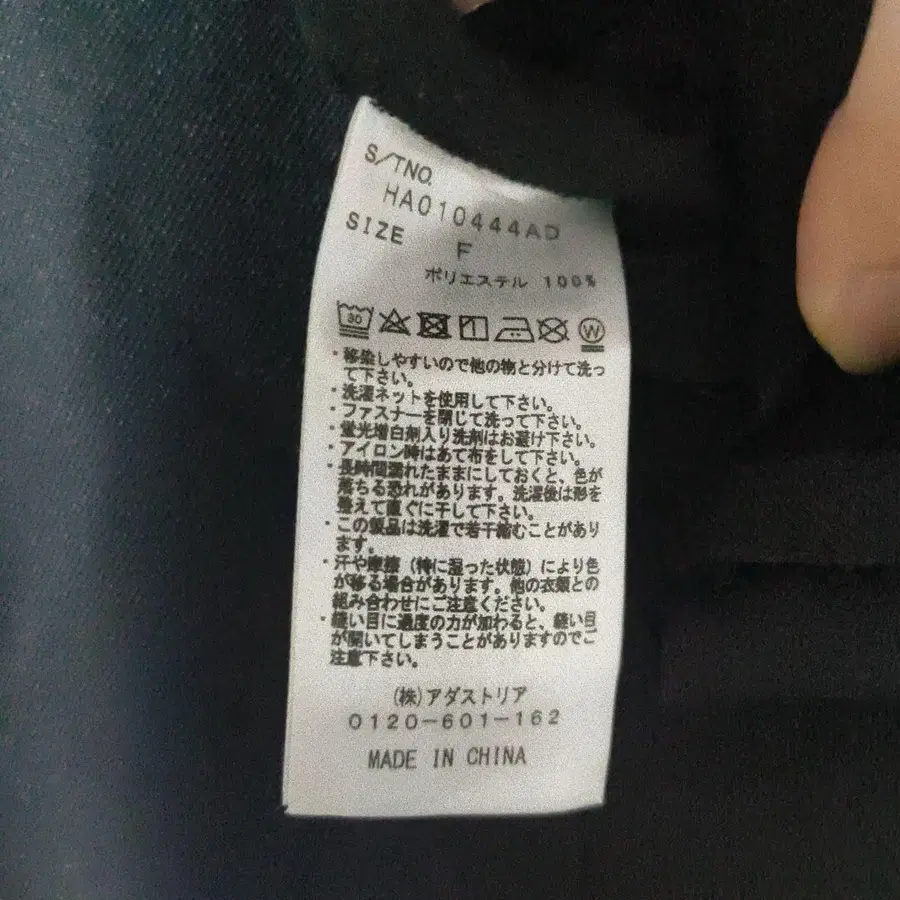 S/TNO.
HA010444AD
SIZE F
ポリエステル 100%
30
W
・移染しやすいので他の物と分けて洗っ
て下さい。
・洗濯ネットを使用して下さい。
・ファスナーを閉じて洗って下さい。
・蛍光増白剤入り洗剤はお避け下さい。
・アイロン時はあて布をして下さい。
・長時間濡れたままにしておくと、色が
落ちる恐れがあります。洗濯後は形を
整えて直ぐに干して下さい。
・この製品は洗濯で若干縮むことがあり
ます。
・汗や摩擦（特に湿った状態）により色
が移る場合があります。他の衣類との
組み合わせにご注意ください。
・縫い目に過度の力が加わると、縫い目
が開いてしまうことがありますのでご
注意下さい。
(株)アダストリア
0120-601-162
MADE IN CHINA